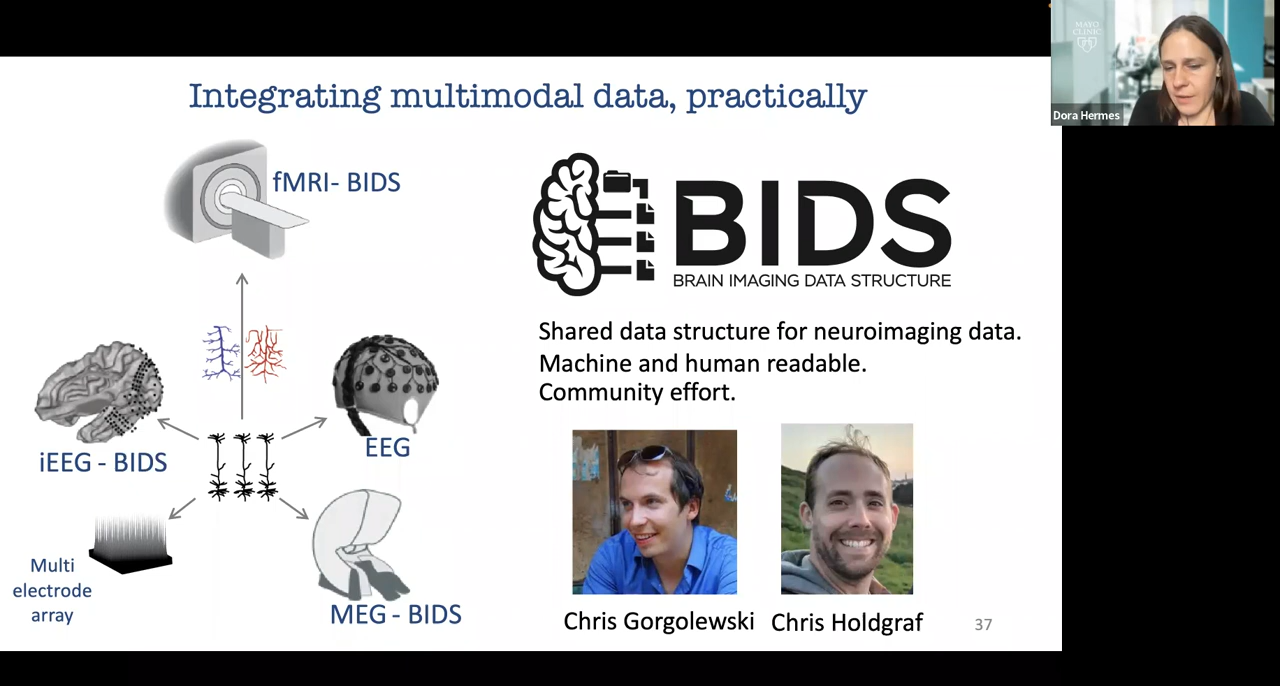 MAYO
CLINIC
Dora Hermes
Integrating multimodal data, practically
fMRI- BIDS
iEEG - BIDS
EEG
Multi
electrode
array
MEG - BIDS
BIDS
BRAIN IMAGING DATA STRUCTURE
Shared data structure for neuroimaging data.
Machine and human readable.
Community effort.
Chris Gorgolewski
Chris Holdgraf
37